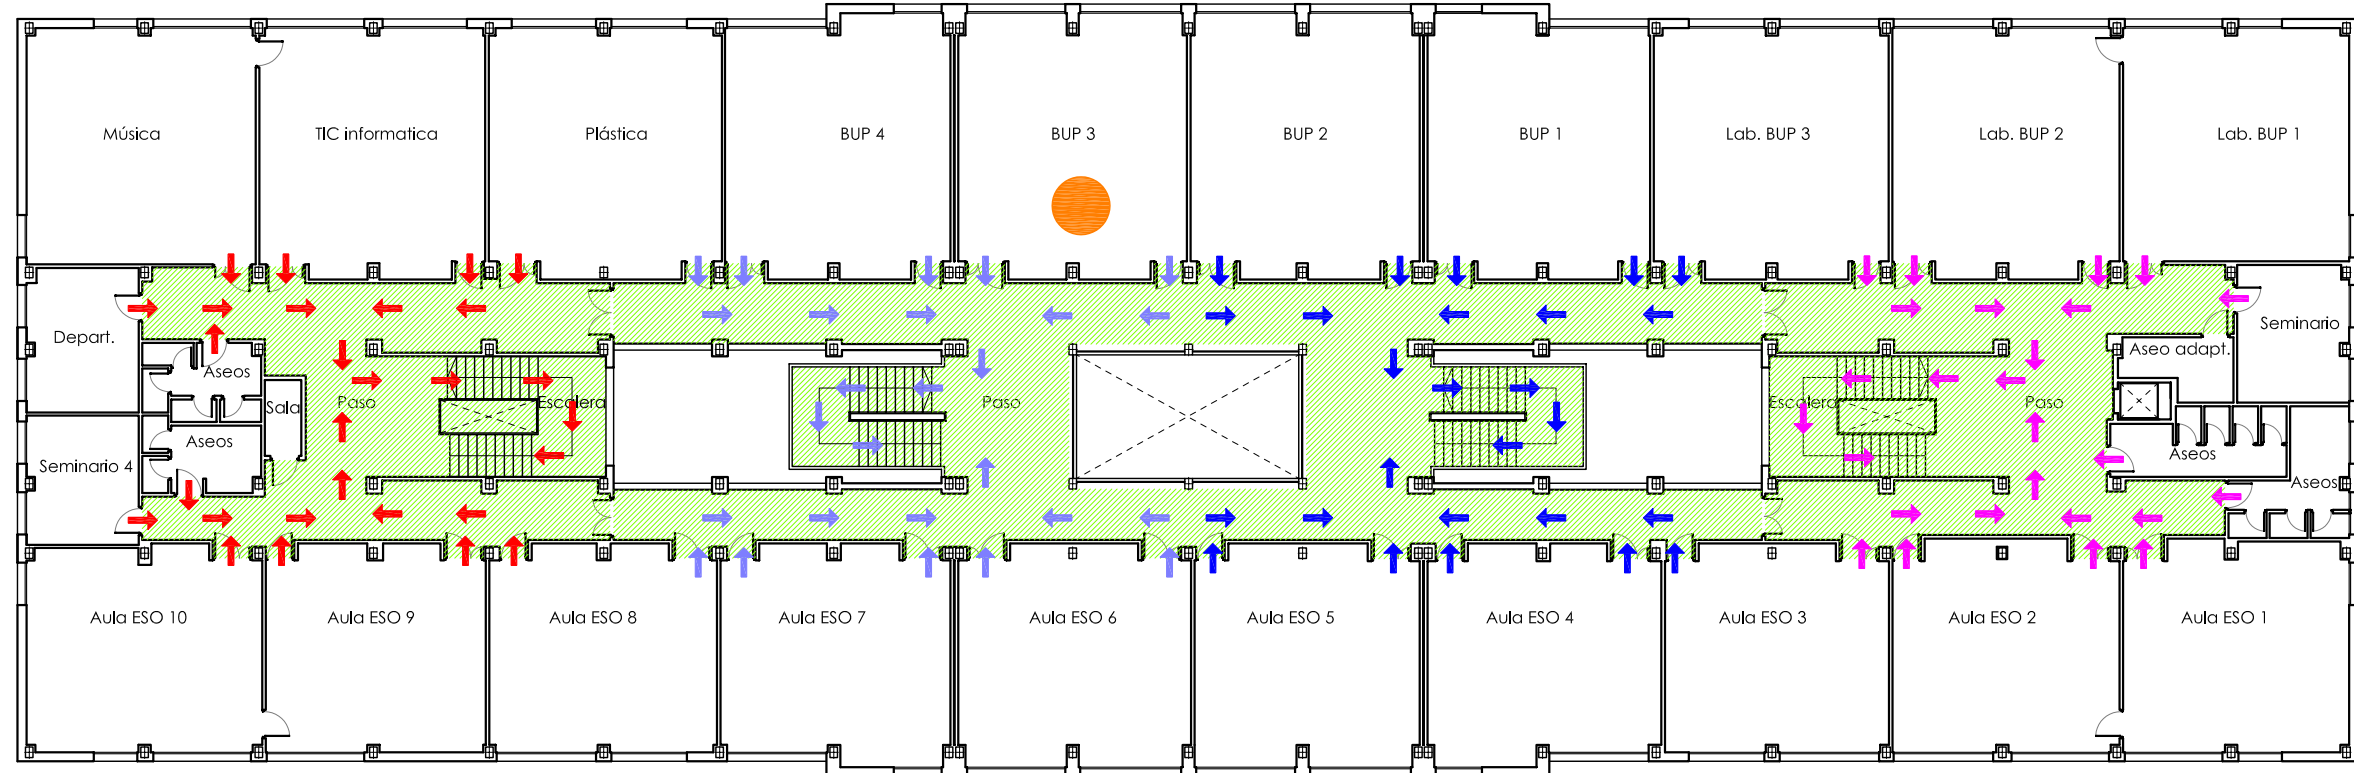 Música
TIC informatica
Plástica
BUP 4
BUP 3
BUP 2
BUP 1
Lab. BUP 3
Lab. BUP 2
Lab. BUP 1
Depart.
Seminario
Aseo adapt.
Aseos
Sala
Paso
Escalera
Paso
Escalera
Paso
Aseos
Seminario 4
Aseos
Aseos
Aula ESO 10
Aula ESO 9
Aula ESO 8
Aula ESO 7
Aula ESO 6
Aula ESO 5
Aula ESO 4
Aula ESO 3
Aula ESO 2
Aula ESO 1